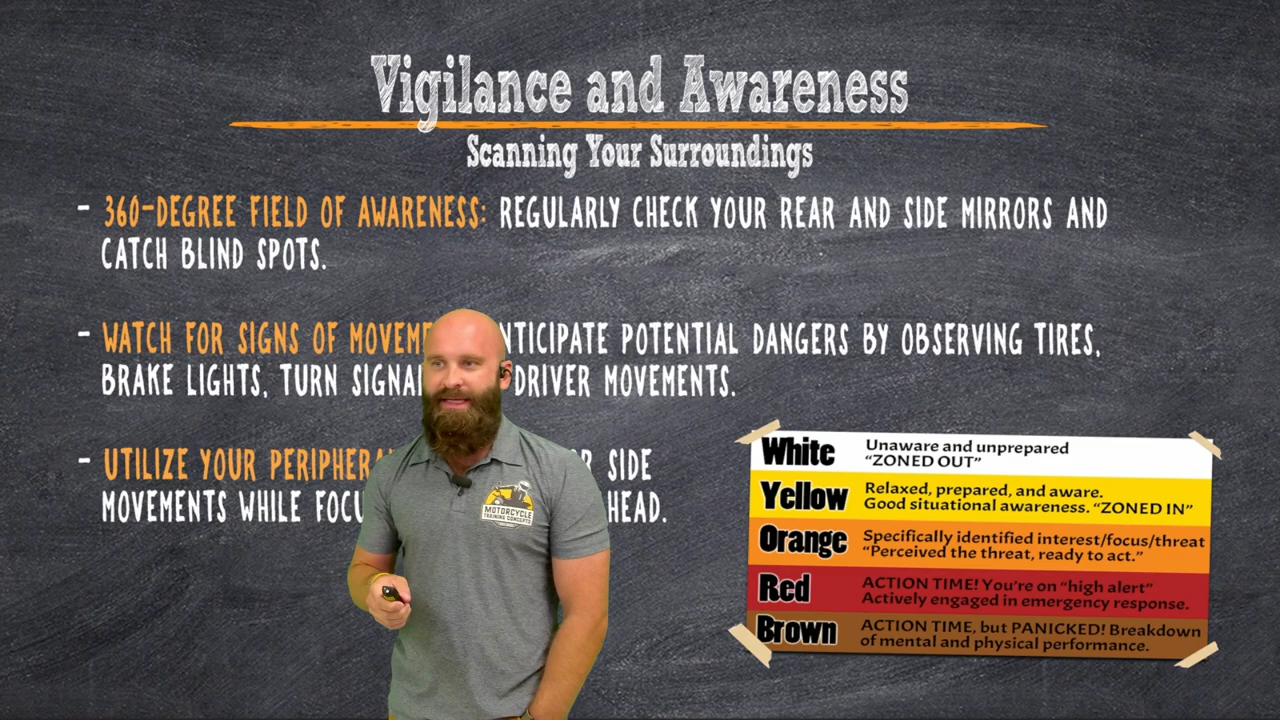 Vigilance and Awareness
Scanning Your Surroundings
- 360-DEGREE FIELD OF AWARENESS: REGULARLY CHECK YOUR REAR AND SIDE MIRRORS AND
CATCH BLIND SPOTS.
- WATCH FOR SIGNS OF MOVEME NTICIPATE POTENTIAL DANGERS BY OBSERVING TIRES,
BRAKE LIGHTS, TURN SIGNAL DRIVER MOVEMENTS.
- UTILIZE YOUR PERIPHERA R SIDE
MOVEMENTS WHILE FOCU HEAD.
MOTORCYCLE
TRAINING CONCEPTS
White Unaware and unprepared
"ZONED OUT"
Yellow Relaxed, prepared, and aware.
Good situational awareness. "ZONED IN"
Orange Specifically identified interest/focus/threat
"Perceived the threat, ready to act."
Red ACTION TIME! You're on "high alert"
Actively engaged in emergency response.
Brown ACTION TIME, but PANICKED! Breakdown
of mental and physical performance.